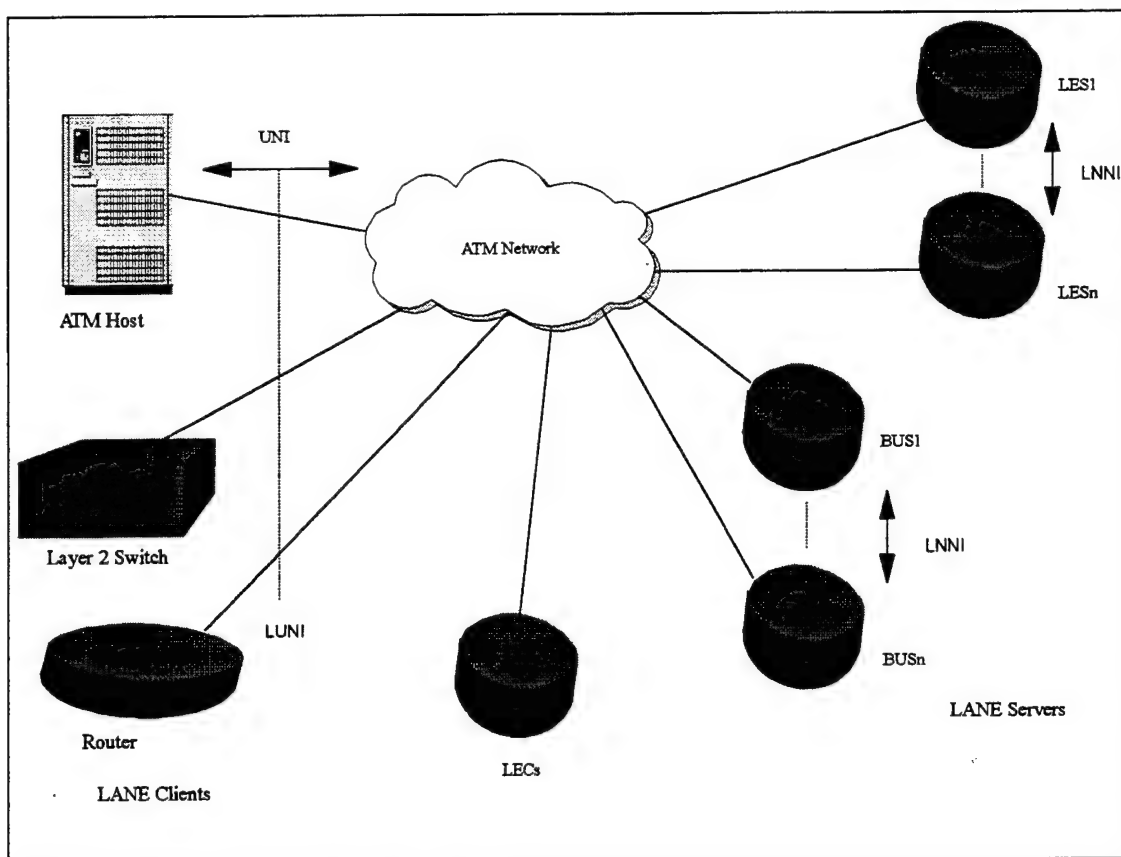 LES1
UNI
LNNI
ATM Network
LESn
ATM Host
BUS1
Layer 2 Switch
LNNI
LUNI
BUSn
LANE Servers
Router
LECs
LANE Clients